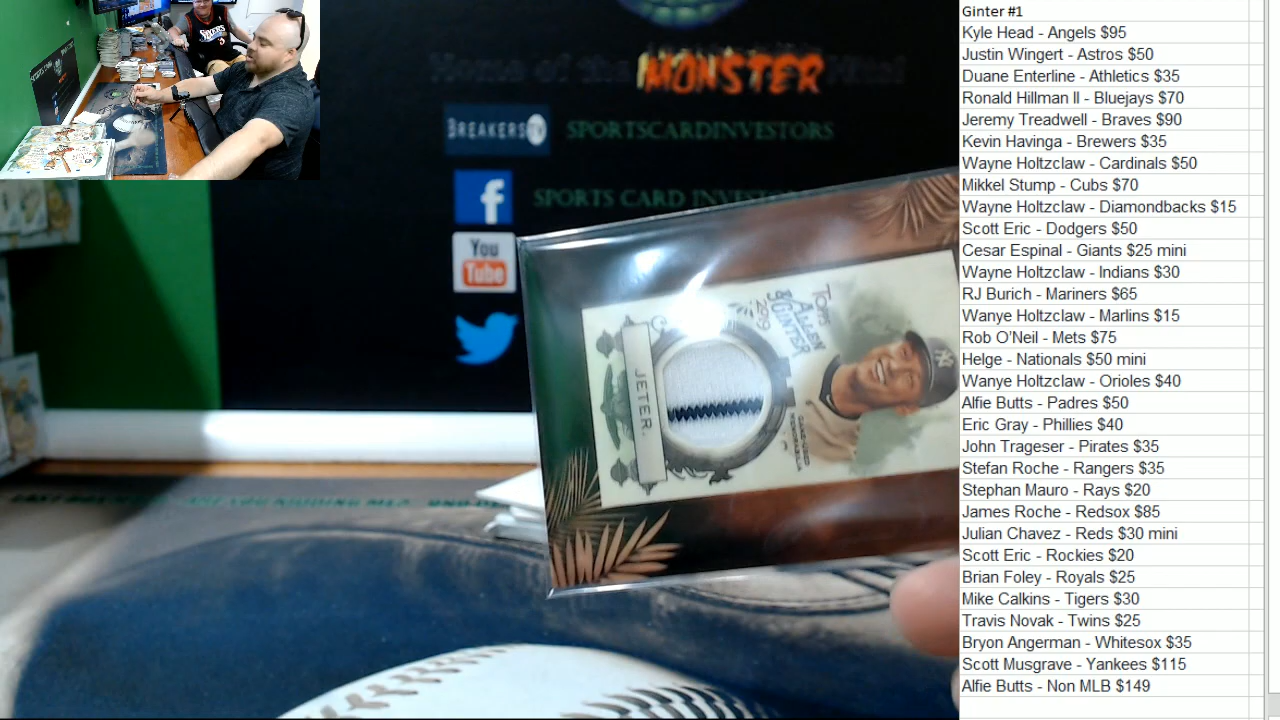 MONSTER
BREAKERS TV SPORTSCARDINVESTORS
f SPORTS CARD INVESTORS
You
Tube
TOPPS
2019
ALLEN
& GINTER
JETER
NY
Ginter #1
Kyle Head - Angels $95
Justin Wingert - Astros $50
Duane Enterline - Athletics $35
Ronald Hillman II - Bluejays $70
Jeremy Treadwell - Braves $90
Kevin Havinga - Brewers $35
Wayne Holtzclaw - Cardinals $50
Mikkel Stump - Cubs $70
Wayne Holtzclaw - Diamondbacks $15
Scott Eric - Dodgers $50
Cesar Espinal - Giants $25 mini
Wayne Holtzclaw - Indians $30
RJ Burich - Mariners $65
Wanye Holtzclaw - Marlins $15
Rob O'Neil - Mets $75
Helge - Nationals $50 mini
Wanye Holtzclaw - Orioles $40
Alfie Butts - Padres $50
Eric Gray - Phillies $40
John Trageser - Pirates $35
Stefan Roche - Rangers $35
Stephan Mauro - Rays $20
James Roche - Redsox $85
Julian Chavez - Reds $30 mini
Scott Eric - Rockies $20
Brian Foley - Royals $25
Mike Calkins - Tigers $30
Travis Novak - Twins $25
Bryon Angerman - Whitesox $35
Scott Musgrave - Yankees $115
Alfie Butts - Non MLB $149